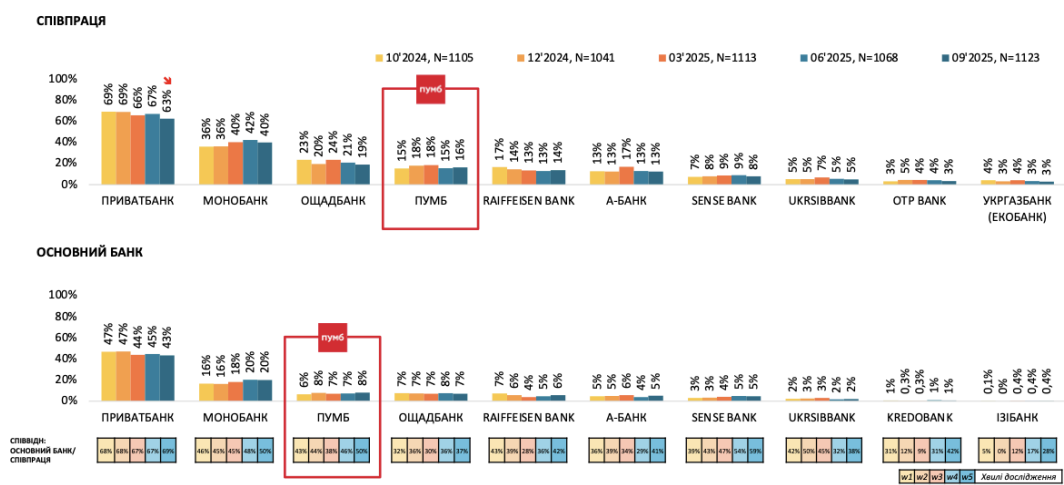 СПІВПРАЦЯ
10'2024, N=1105 12'2024, N=1041 03'2025, N=1113 06'2025, N=1068 09'2025, N=1123
пумб
100%
80%
60%
40%
20%
0%
69% 69% 66% 67% 63%
36% 36% 40% 42% 40%
23% 20% 24% 21% 19%
15% 18% 18% 15% 16%
17% 14% 13% 13% 14%
13% 13% 17% 13% 13%
7% 8% 9% 9% 8%
5% 5% 7% 5% 5%
3% 5% 4% 4% 3%
4% 3% 4% 3% 3%
ПРИВАТБАНК МОНОБАНК ОЩАДБАНК ПУМБ RAIFFEISEN BANK А-БАНК SENSE BANK UKRSIBBANK OTP BANK УКРГАЗБАНК
(ЕКОБАНК)
ОСНОВНИЙ БАНК
пумб
100%
80%
60%
40%
20%
0%
47% 47% 44% 45% 43%
16% 16% 18% 20% 20%
6% 8% 7% 7% 8%
7% 7% 7% 8% 7%
7% 6% 4% 5% 6%
5% 5% 6% 4% 5%
3% 3% 4% 5% 5%
2% 3% 3% 2% 2%
1% 0,3% 0,3% 1% 1%
0,1% 0% 0,4% 0,4% 0,4%
ПРИВАТБАНК МОНОБАНК ПУМБ ОЩАДБАНК RAIFFEISEN BANK А-БАНК SENSE BANK UKRSIBBANK KREDOBANK ІЗІБАНК
СПІВВІДН:
ОСНОВНИЙ БАНК/
СПІВПРАЦЯ
68% 68% 67% 67% 69%
46% 45% 45% 48% 50%
43% 44% 38% 46% 50%
32% 36% 30% 36% 37%
43% 39% 28% 36% 42%
36% 39% 34% 29% 41%
39% 43% 47% 54% 59%
42% 50% 45% 32% 38%
31% 12% 9% 31% 42%
5% 0% 12% 17% 28%
w1 w2 w3 w4 w5 Хвилі дослідження